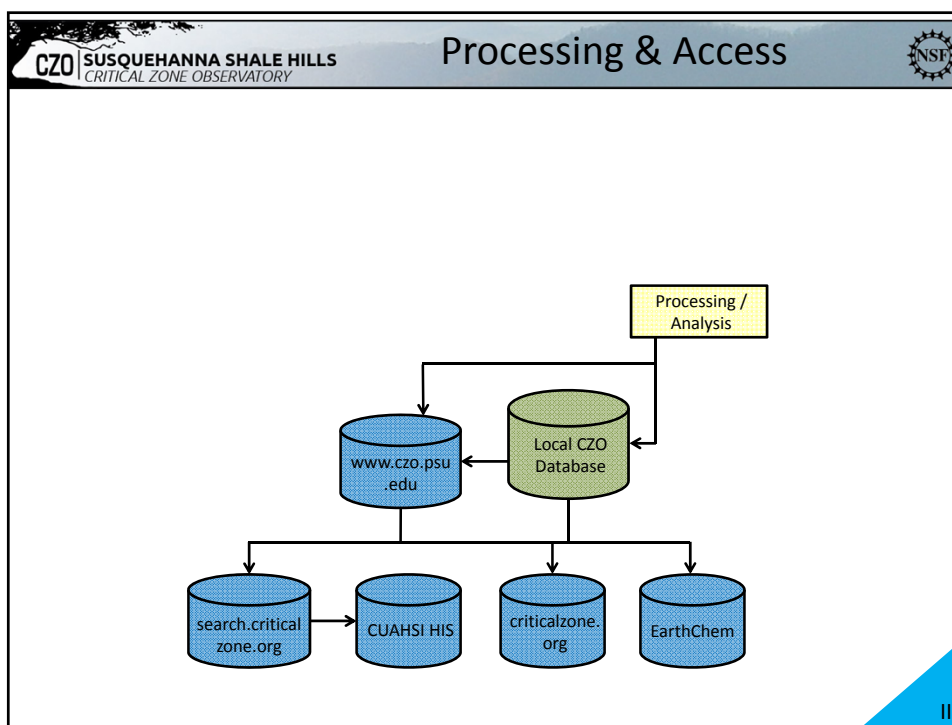 CZO SUSQUEHANNA SHALE HILLS
CRITICAL ZONE OBSERVATORY
Processing & Access
NSF
Processing /
Analysis
Local CZO
Database
www.czo.psu
.edu
search.critical
zone.org
CUAHSI HIS
criticalzone.
org
EarthChem
II